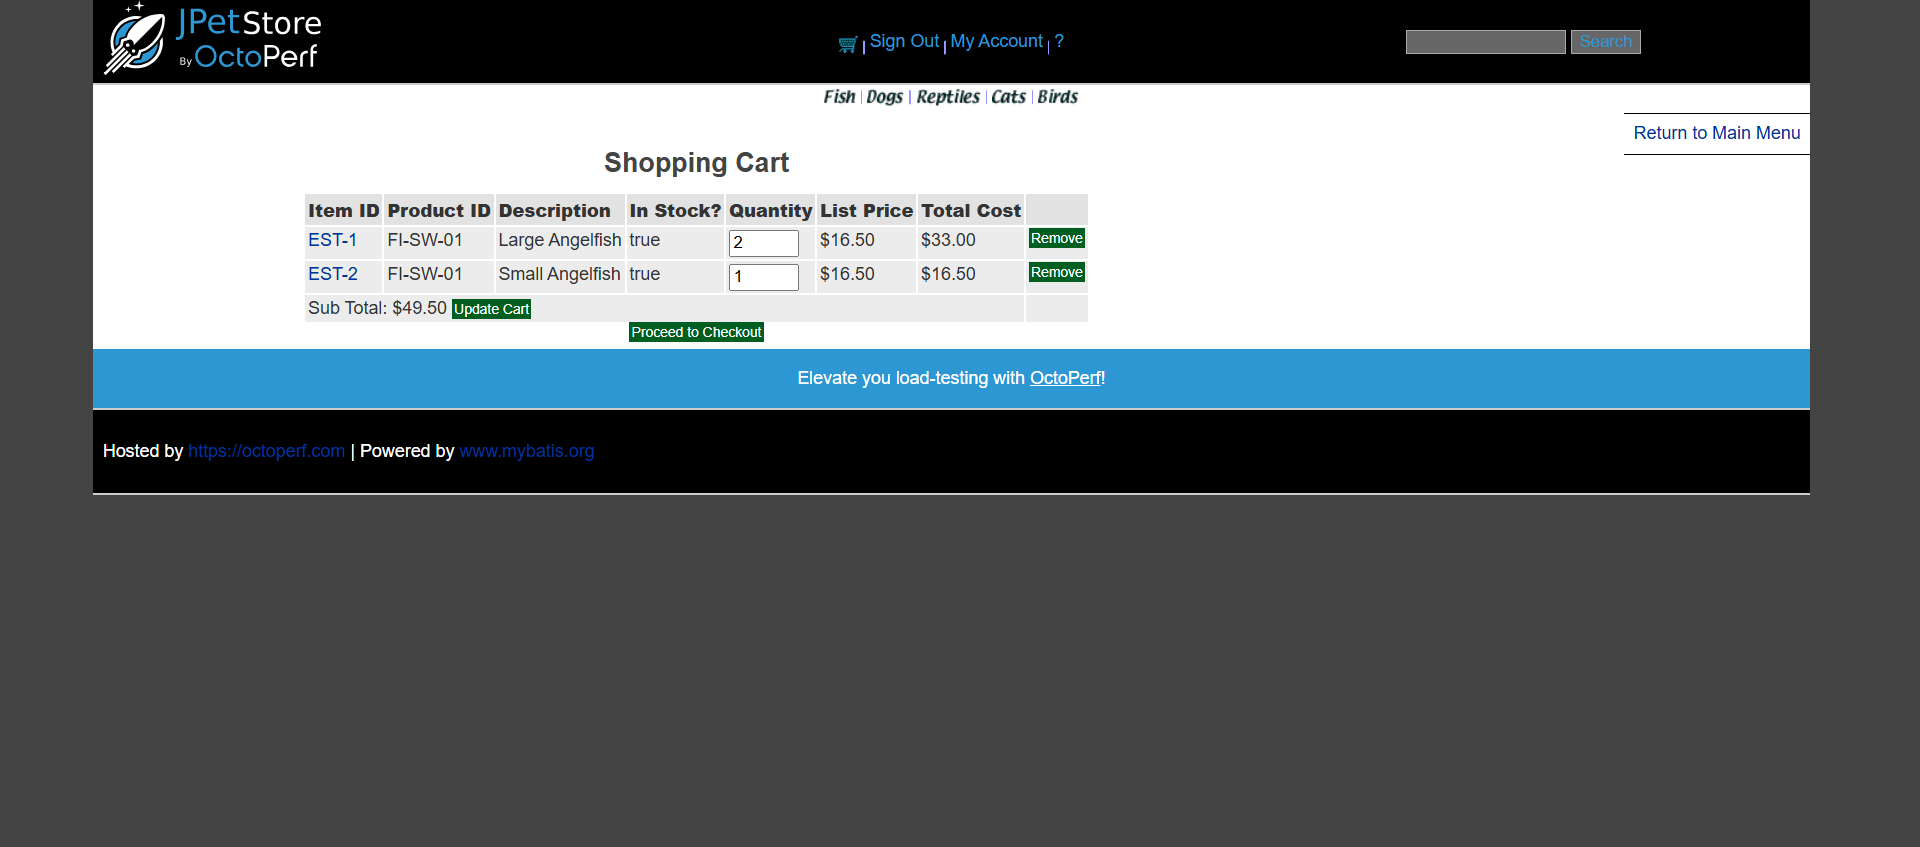 JPetStore
By OctoPerf
Sign Out | My Account | ?
Search
Fish | Dogs | Reptiles | Cats | Birds
Return to Main Menu
Shopping Cart
Item ID Product ID Description In Stock? Quantity List Price Total Cost
EST-1 FI-SW-01 Large Angelfish true 2 $16.50 $33.00 Remove
EST-2 FI-SW-01 Small Angelfish true 1 $16.50 $16.50 Remove
Sub Total: $49.50 Update Cart
Proceed to Checkout
Elevate you load-testing with OctoPerf!
Hosted by https://octoperf.com | Powered by www.mybatis.org